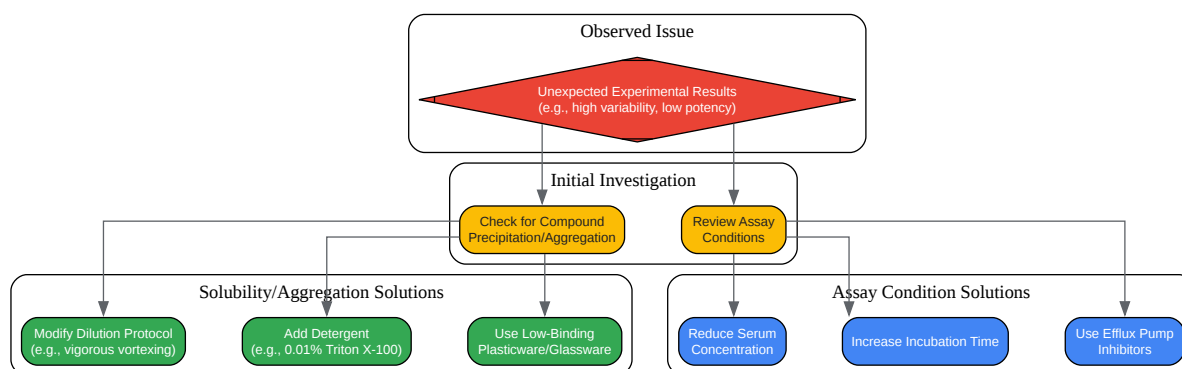 Observed Issue
Unexpected Experimental Results
(e.g., high variability, low potency)
Initial Investigation
Check for Compound
Precipitation/Aggregation
Review Assay
Conditions
Solubility/Aggregation Solutions
Modify Dilution Protocol
(e.g., vigorous vortexing)
Add Detergent
(e.g., 0.01% Triton X-100)
Use Low-Binding
Plasticware/Glassware
Assay Condition Solutions
Reduce Serum
Concentration
Increase Incubation Time
Use Efflux Pump
Inhibitors